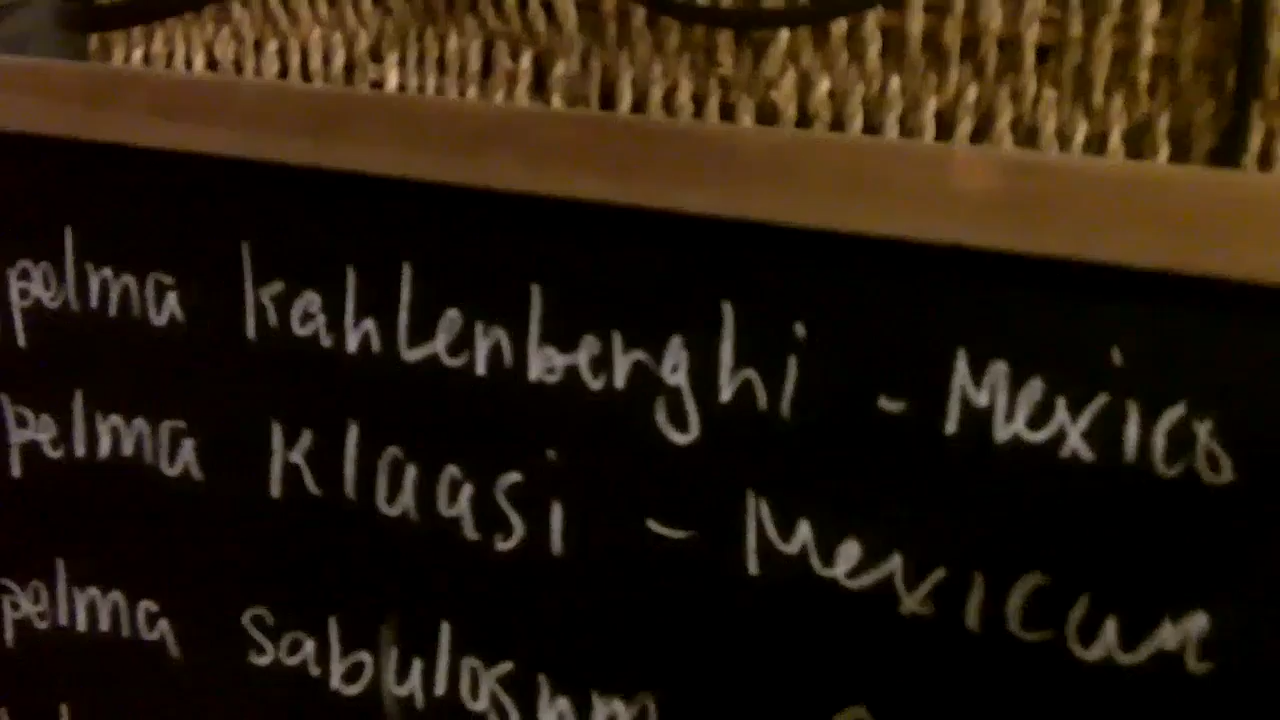 pelma kahlenberghi - Mexico
pelma Klaasi - Mexican
pelma sabulosum